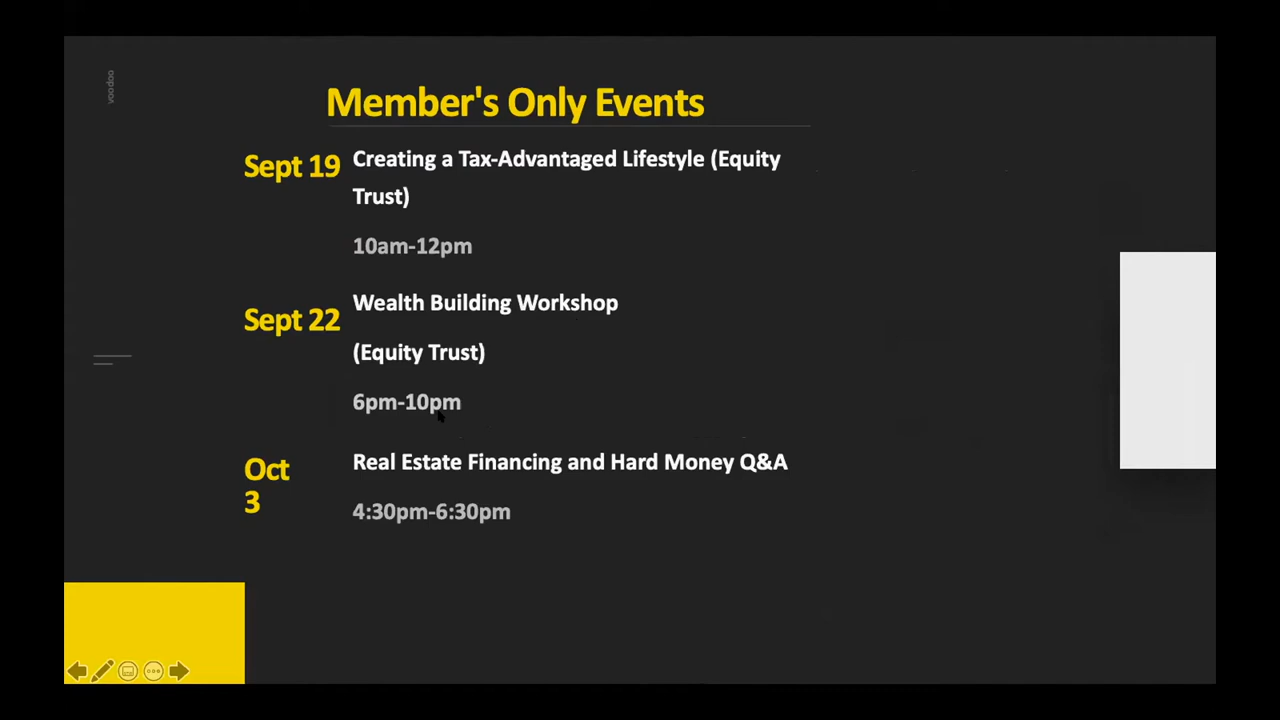 voodoo
Member's Only Events
Sept 19
Creating a Tax-Advantaged Lifestyle (Equity
Trust)
10am-12pm
Sept 22
Wealth Building Workshop
(Equity Trust)
6pm-10pm
Oct
3
Real Estate Financing and Hard Money Q&A
4:30pm-6:30pm